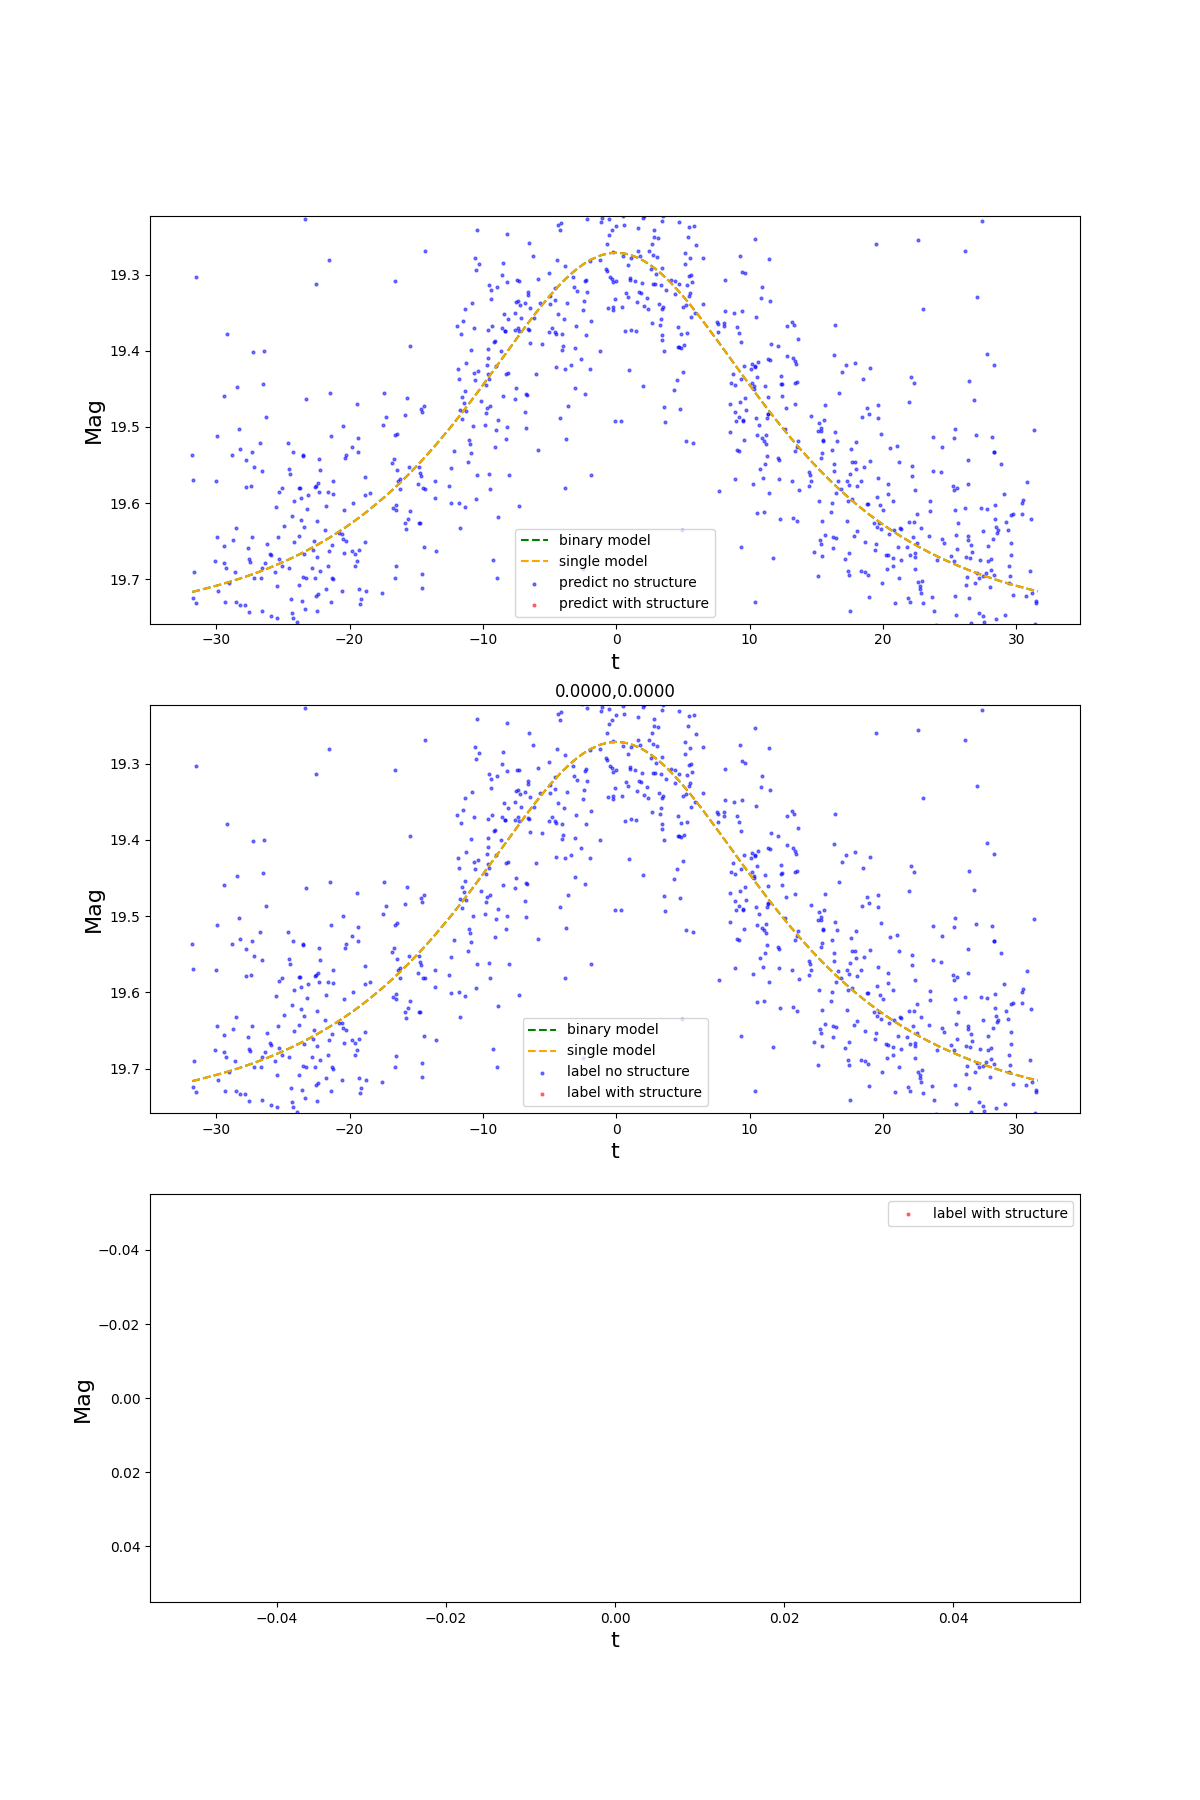 19.3
19.4
19.5
19.6
19.7
Mag
binary model
single model
predict no structure
predict with structure
−30 −20 −10 0 10 20 30
t
0.0000,0.0000
19.3
19.4
19.5
19.6
19.7
Mag
binary model
single model
label no structure
label with structure
−30 −20 −10 0 10 20 30
t
label with structure
−0.04
−0.02
0.00
0.02
0.04
Mag
−0.04 −0.02 0.00 0.02 0.04
t